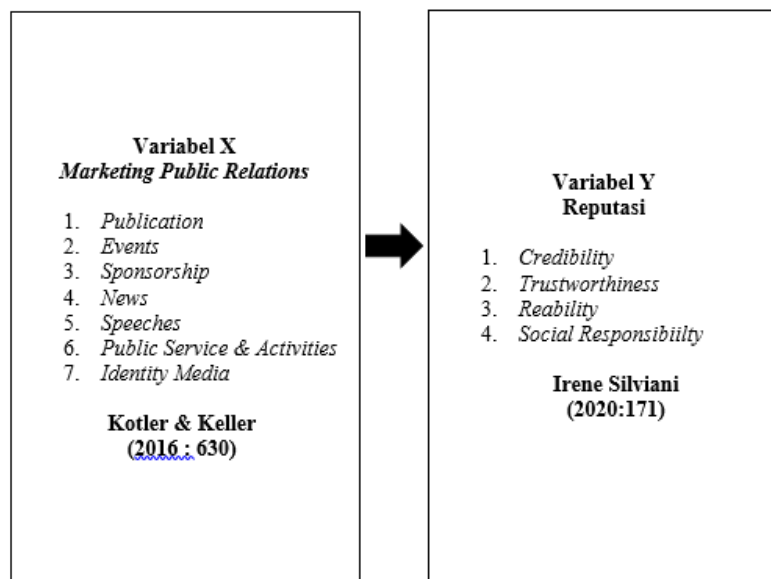 Variabel X
Marketing Public Relations
1. Publication
2. Events
3. Sponsorship
4. News
5. Speeches
6. Public Service & Activities
7. Identity Media
Kotler & Keller
(2016 : 630)
Variabel Y
Reputasi
1. Credibility
2. Trustworthiness
3. Reability
4. Social Responsibiilty
Irene Silviani
(2020:171)